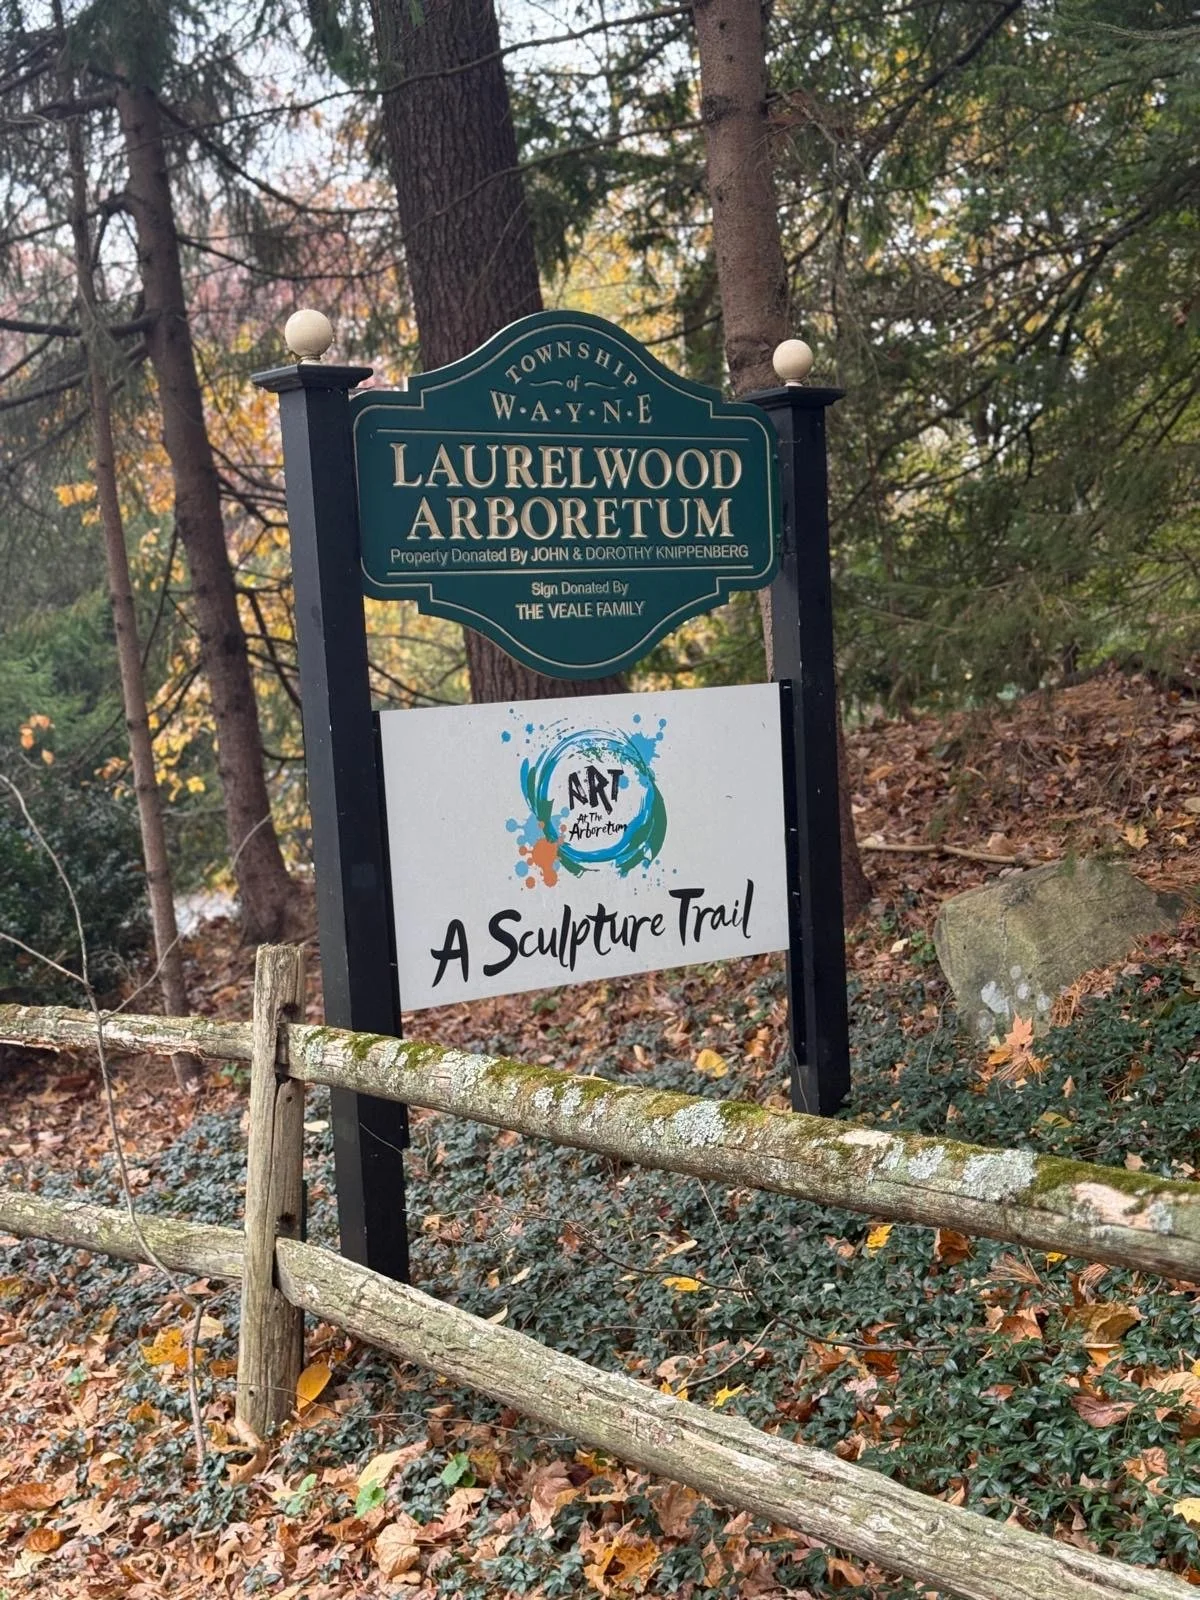 TOWNSHIP
of
W·A·Y·N·E
LAURELWOOD
ARBORETUM
Property Donated By JOHN & DOROTHY KNIPPENBERG
Sign Donated By
THE VEALE FAMILY
ART
At The
Arboretum
A Sculpture Trail